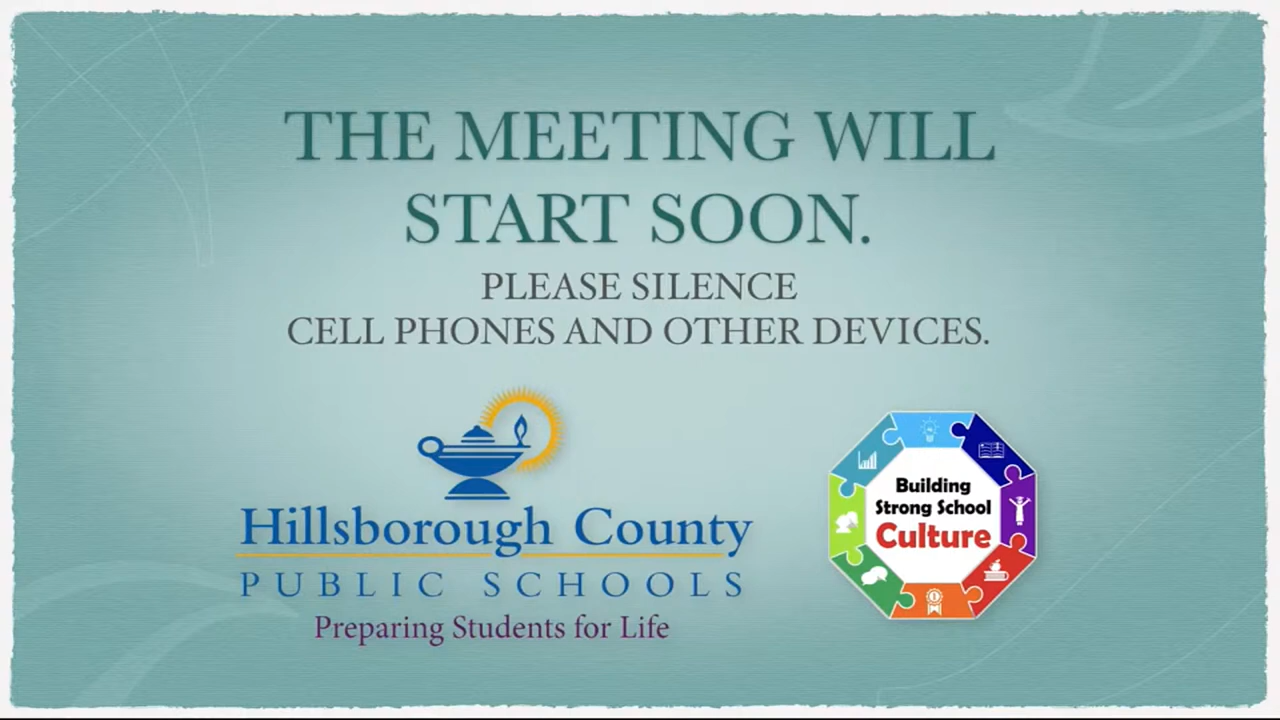 THE MEETING WILL
START SOON.
PLEASE SILENCE
CELL PHONES AND OTHER DEVICES.
Hillsborough County
PUBLIC SCHOOLS
Preparing Students for Life
Building
Strong School
Culture